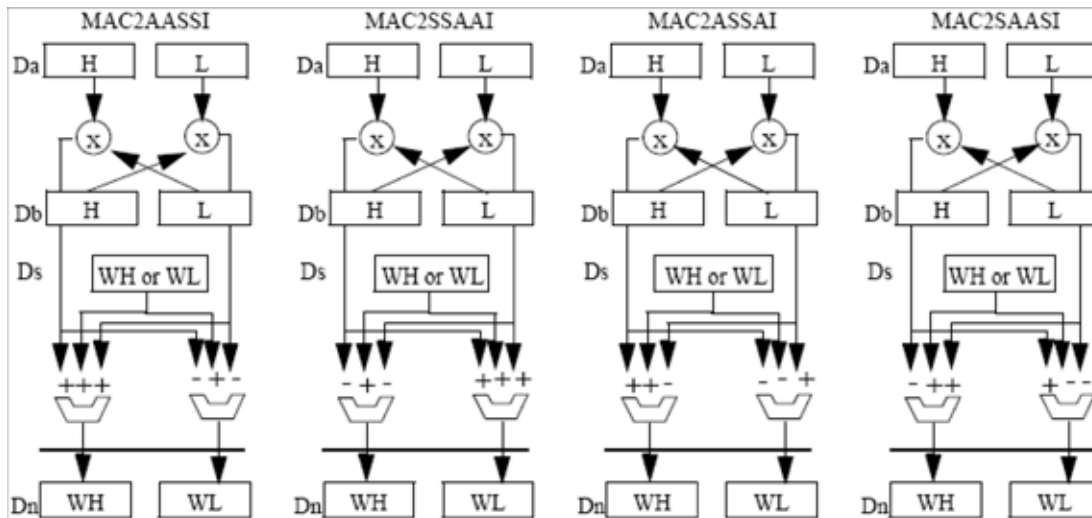 MAC2AASSI MAC2SSAAI MAC2ASSAI MAC2SAASI
Da H L Da H L Da H L Da H L
X X X X X X X X
Db H L Db H L Db H L Db H L
Ds WH or WL Ds WH or WL Ds WH or WL Ds WH or WL
+++ -+- -+- +++ ++- --+ -++ +--
Dn WH WL Dn WH WL Dn WH WL Dn WH WL